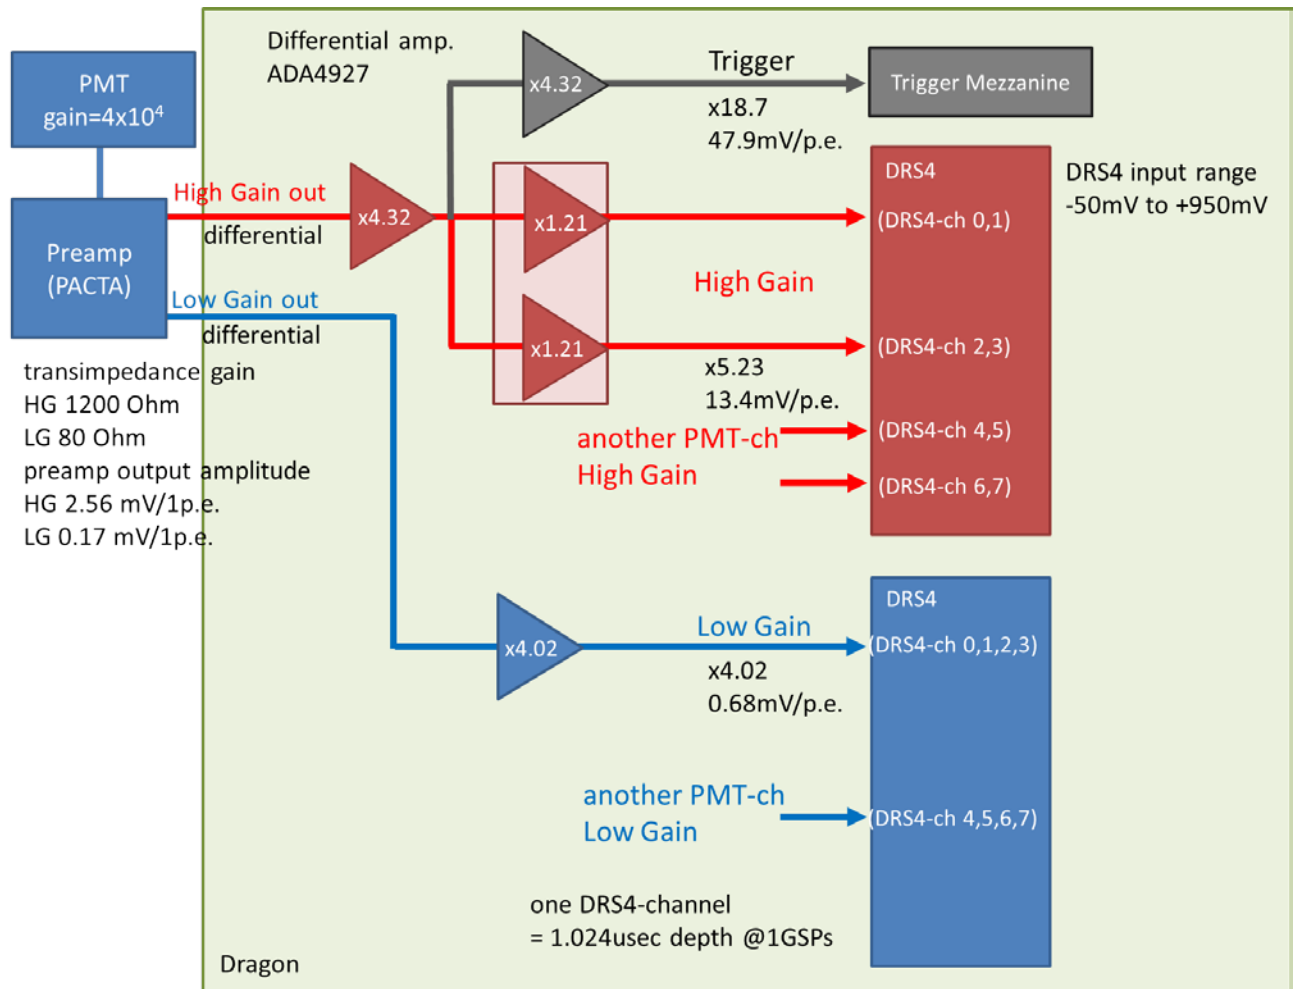 Differential amp.
ADA4927
PMT
gain=4x10⁴
x4.32
Trigger
x18.7
47.9mV/p.e.
Trigger Mezzanine
High Gain out
differential
x4.32
x1.21
x1.21
High Gain
x5.23
13.4mV/p.e.
DRS4
(DRS4-ch 0,1)
(DRS4-ch 2,3)
(DRS4-ch 4,5)
(DRS4-ch 6,7)
DRS4 input range
-50mV to +950mV
Preamp
(PACTA)
Low Gain out
differential
transimpedance gain
HG 1200 Ohm
LG 80 Ohm
preamp output amplitude
HG 2.56 mV/1p.e.
LG 0.17 mV/1p.e.
another PMT-ch
High Gain
x4.02
Low Gain
x4.02
0.68mV/p.e.
DRS4
(DRS4-ch 0,1,2,3)
another PMT-ch
Low Gain
(DRS4-ch 4,5,6,7)
one DRS4-channel
= 1.024usec depth @1GSPs
Dragon